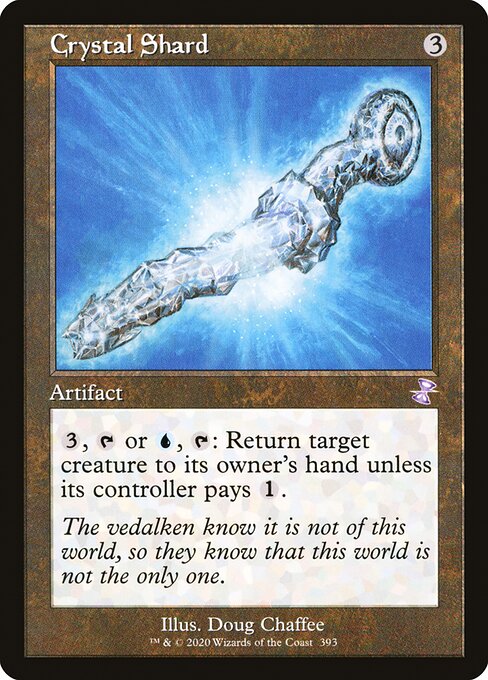 Crystal Shard 3
Artifact
3, or , : Return target
creature to its owner's hand unless
its controller pays 1.
The vedalken know it is not of this
world, so they know that this world is
not the only one.
Illus. Doug Chaffee
™ & © 2020 Wizards of the Coast 393